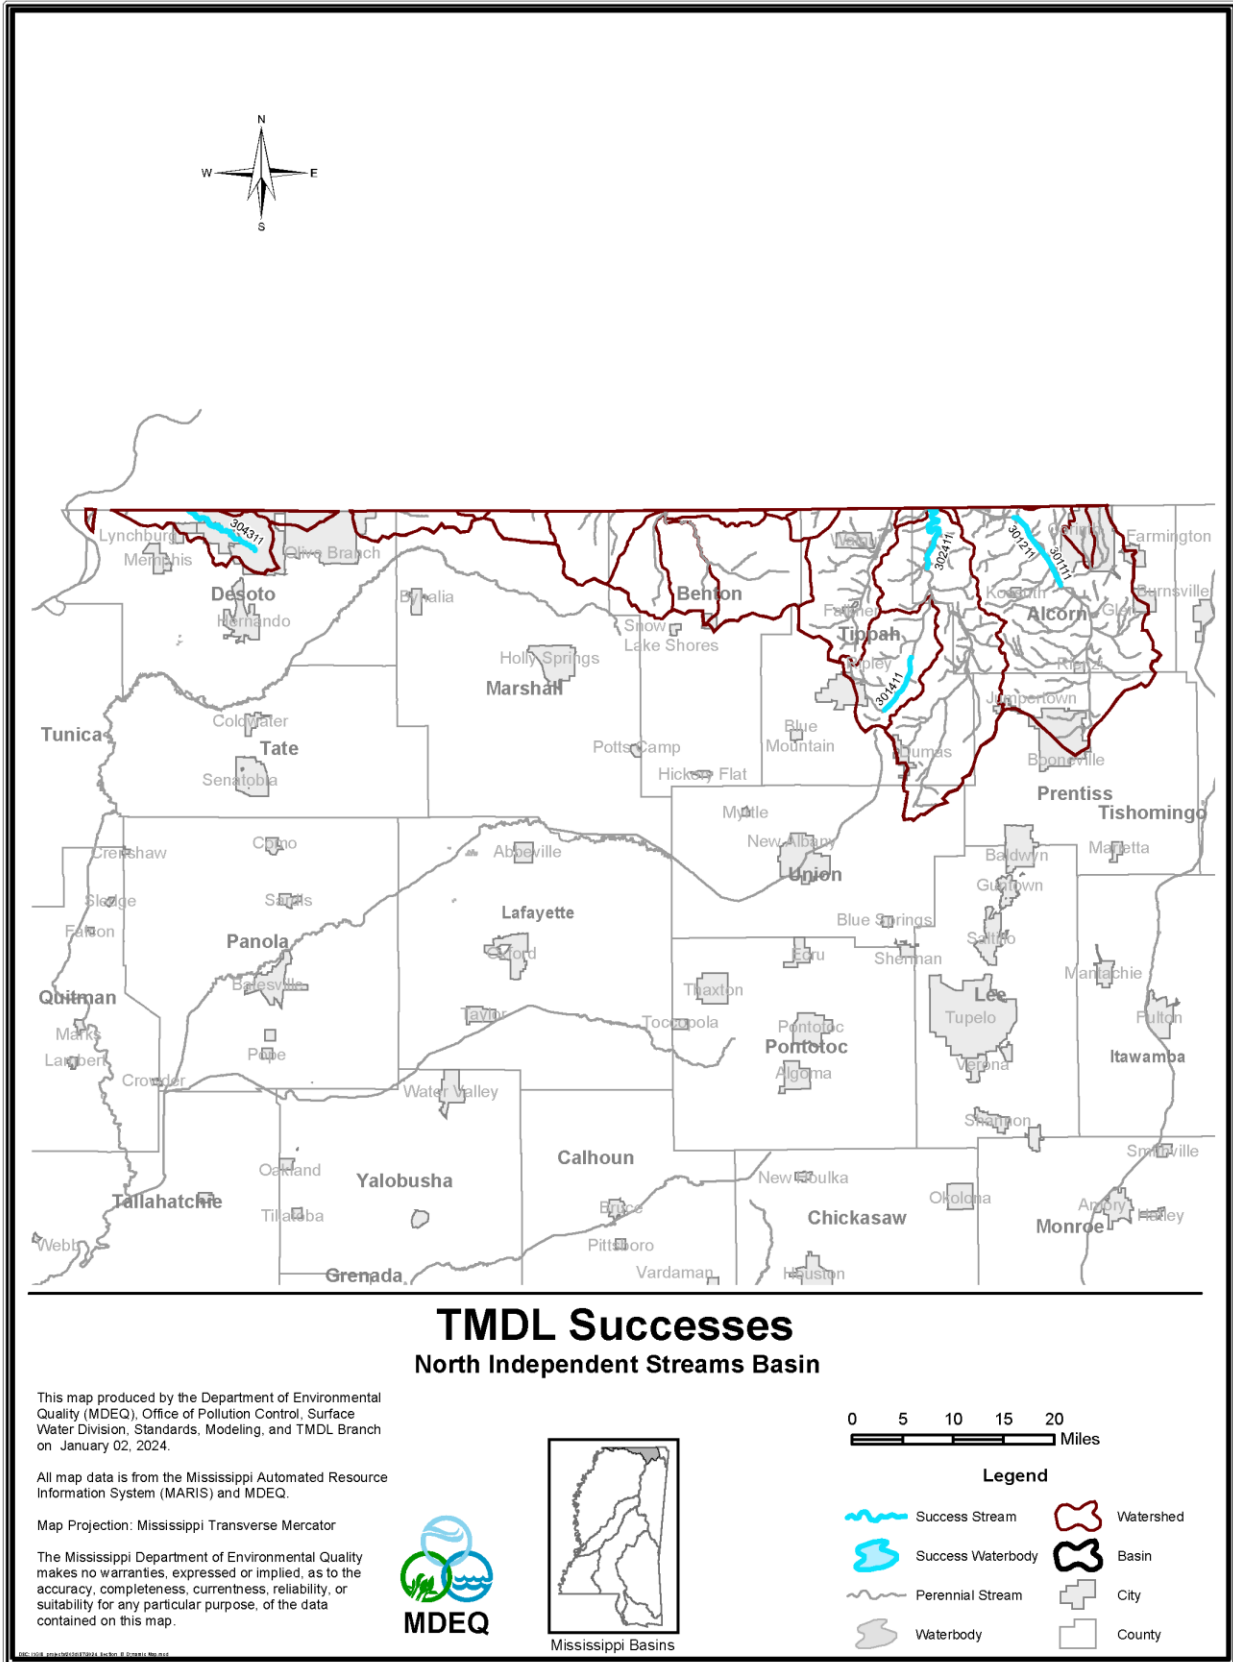 N
W
E
S
304311
Lynchburg
Memphis
Olive Branch
Desoto
Hernando
Byhalia
Benton
Snow
Lake Shores
Holly Springs
Marshall
Walnut
302411
301211
301111
Corinth
Farmington
Kossuth
Alcorn
Glen
Burnsville
Falkner
Tippah
Ripley
301411
Rienzi
Jumpertown
Blue
Mountain
Dumas
Booneville
Prentiss
Tishomingo
Tunica
Coldwater
Tate
Senatobia
Potts Camp
Hickory Flat
Myrtle
New Albany
Union
Baldwyn
Marietta
Guntown
Crenshaw
Como
Abbeville
Sledge
Sardis
Falcon
Panola
Lafayette
Oxford
Blue Springs
Sherman
Saltillo
Ecru
Mantachie
Batesville
Thaxton
Lee
Tupelo
Fulton
Quitman
Marks
Lambert
Taylor
Toccopola
Pontotoc
Pontotoc
Algoma
Verona
Itawamba
Pope
Crowder
Water Valley
Shannon
Smithville
Oakland
Yalobusha
Calhoun
New Houlka
Okolona
Tallahatchie
Tillatoba
Bruce
Chickasaw
Amory
Hatley
Monroe
Webb
Pittsboro
Grenada
Vardaman
Houston
TMDL Successes
North Independent Streams Basin
This map produced by the Department of Environmental
Quality (MDEQ), Office of Pollution Control, Surface
Water Division, Standards, Modeling, and TMDL Branch
on January 02, 2024.
All map data is from the Mississippi Automated Resource
Information System (MARIS) and MDEQ.
Map Projection: Mississippi Transverse Mercator
The Mississippi Department of Environmental Quality
makes no warranties, expressed or implied, as to the
accuracy, completeness, currentness, reliability, or
suitability for any particular purpose, of the data
contained on this map.
MDEQ
Mississippi Basins
0 5 10 15 20
Miles
Legend
Success Stream
Watershed
Success Waterbody
Basin
Perennial Stream
City
Waterbody
County